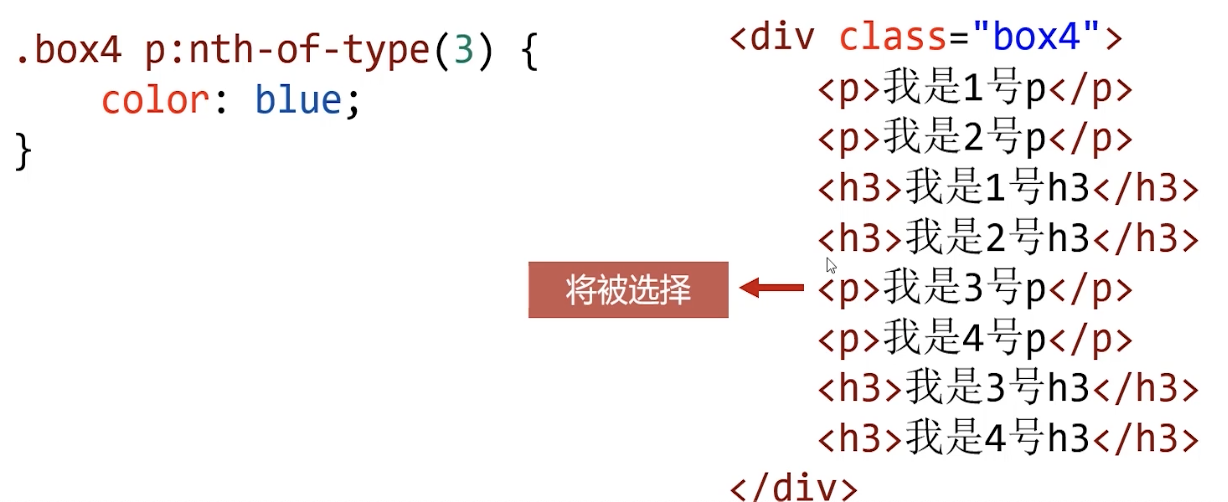 .box4 p:nth-of-type(3) {
    color: blue;
}
<div class="box4">
    <p>我是1号p</p>
    <p>我是2号p</p>
    <h3>我是1号h3</h3>
    <h3>我是2号h3</h3>
将被选择
    <p>我是3号p</p>
    <p>我是4号p</p>
    <h3>我是3号h3</h3>
    <h3>我是4号h3</h3>
</div>